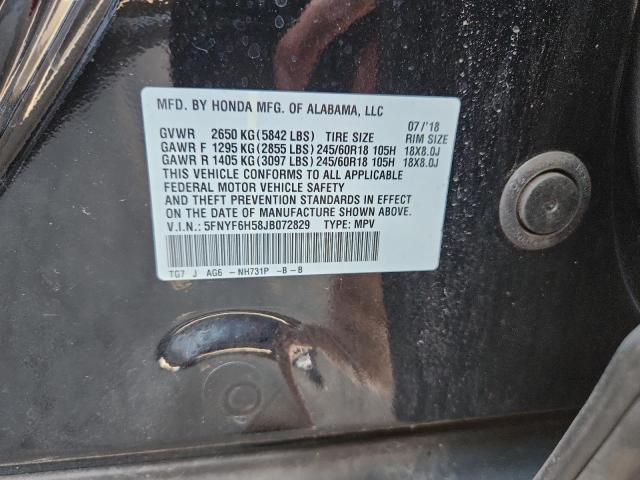 MFD. BY HONDA MFG. OF ALABAMA, LLC
07/'18
GVWR 2650 KG(5842 LBS) TIRE SIZE RIM SIZE
GAWR F 1295 KG(2855 LBS)245/60R18 105H 18X8.0J
GAWR R 1405 KG(3097 LBS)245/60R18 105H 18X8.0J
THIS VEHICLE CONFORMS TO ALL APPLICABLE
FEDERAL MOTOR VEHICLE SAFETY
AND THEFT PREVENTION STANDARDS IN EFFECT
ON THE DATE OF MANUFACTURE SHOWN ABOVE.
V.I.N.: 5FNYF6H58JB072829 TYPE: MPV
TG7 J AG6 -NH731P -B-B